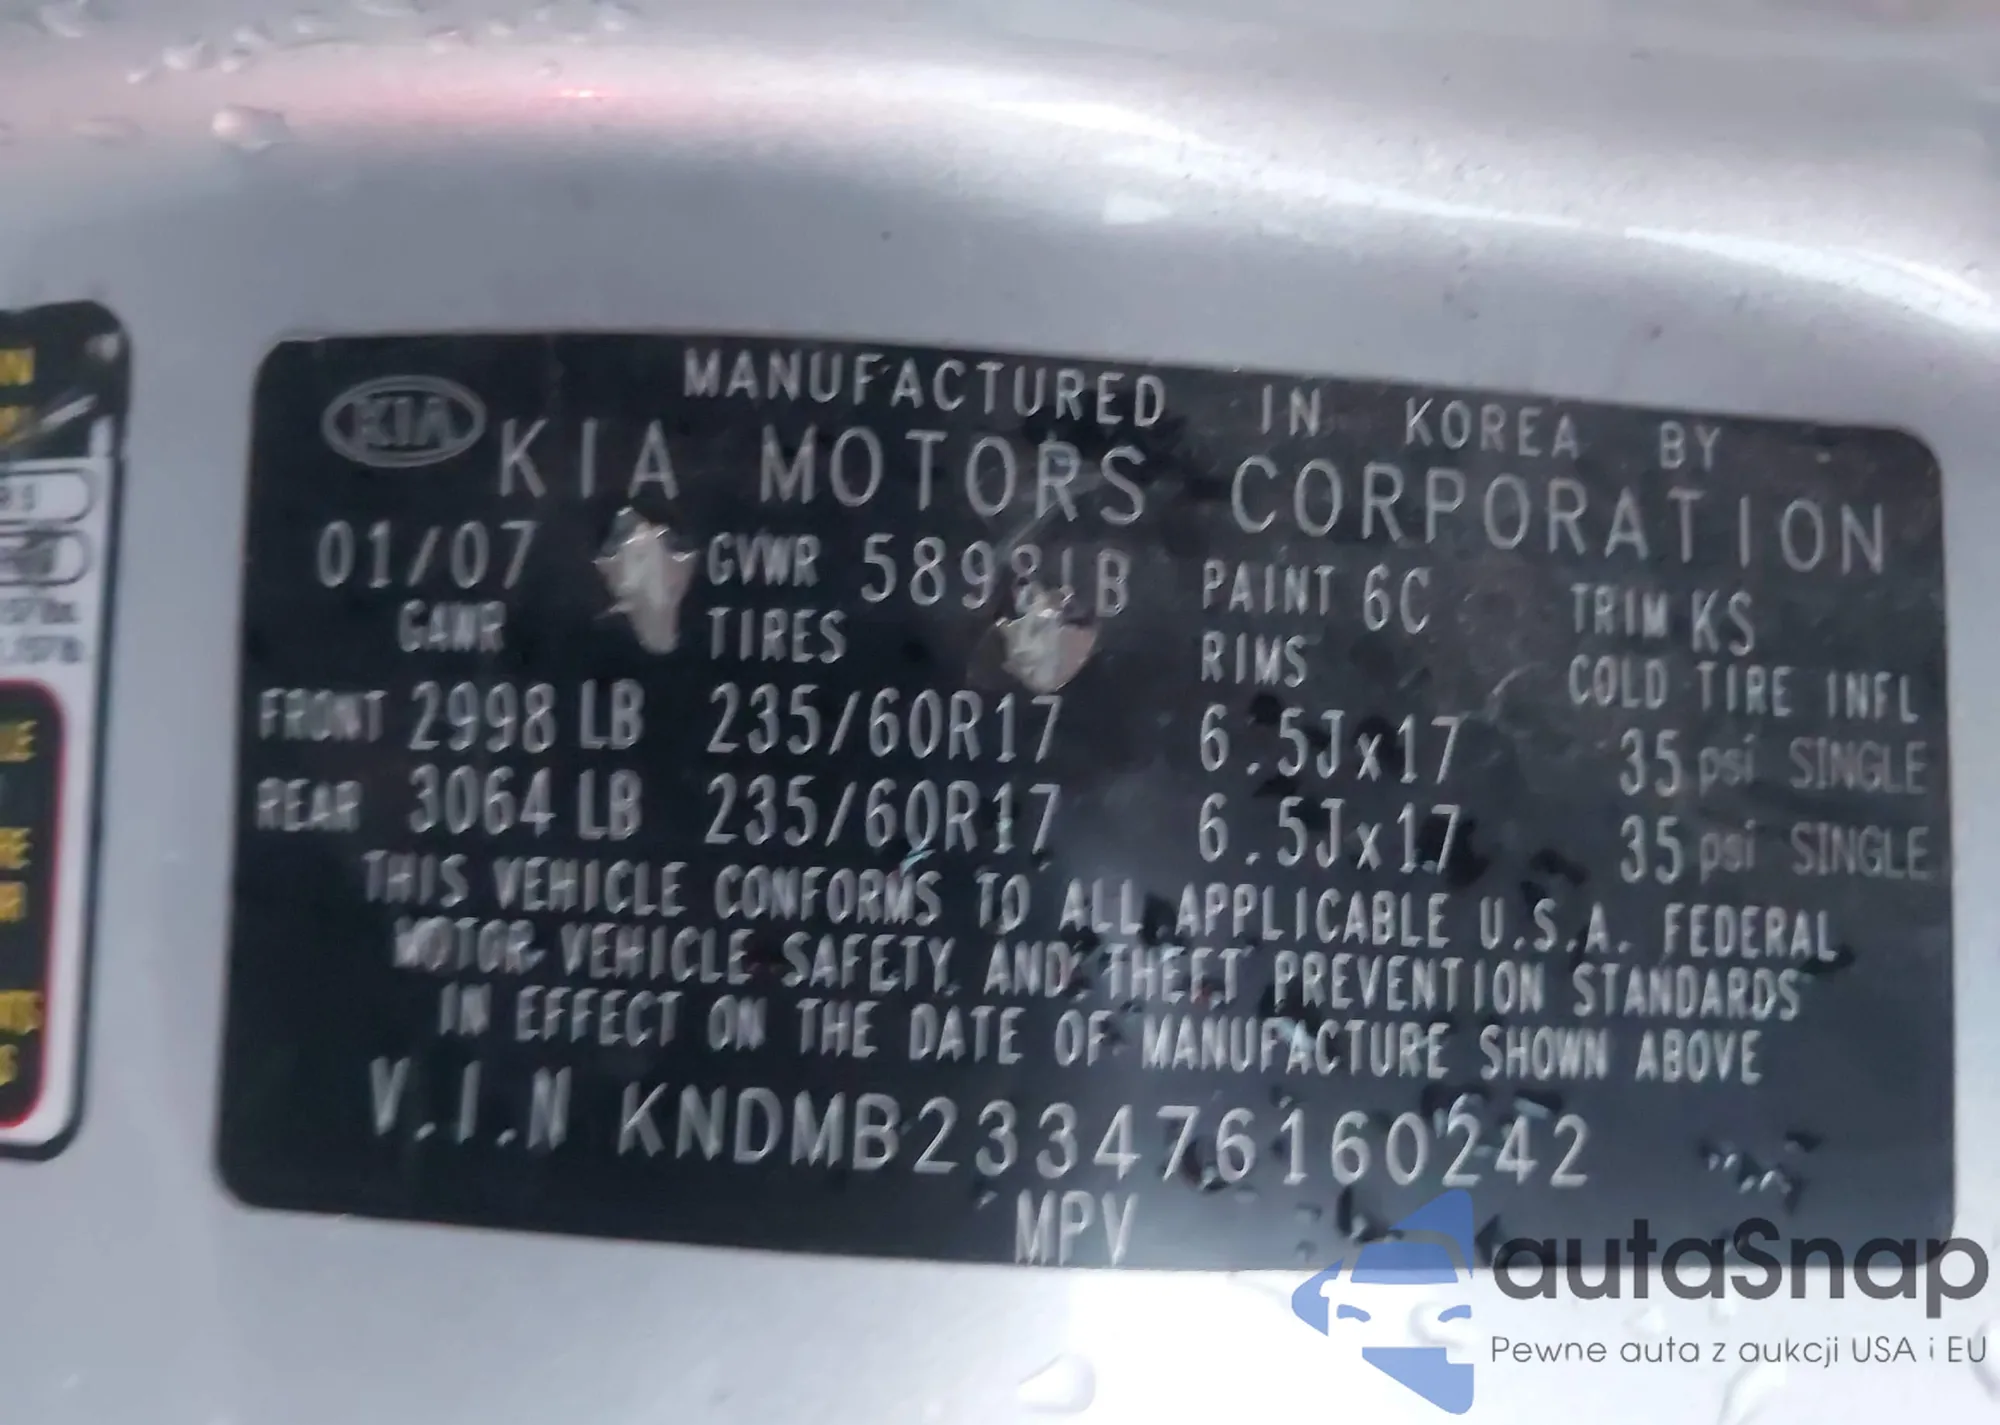 MANUFACTURED IN KOREA BY
KIA KIA MOTORS CORPORATION
01/07 GVWR 5898LB PAINT 6C TRIM KS
GAWR TIRES RIMS COLD TIRE INFL
FRONT 2998 LB 235/60R17 6.5Jx17 35 psi SINGLE
REAR 3064 LB 235/60R17 6.5Jx17 35 psi SINGLE
THIS VEHICLE CONFORMS TO ALL APPLICABLE U.S.A. FEDERAL
MOTOR VEHICLE SAFETY AND THEFT PREVENTION STANDARDS
IN EFFECT ON THE DATE OF MANUFACTURE SHOWN ABOVE
V.I.N KNDMB233476160242
MPV
autaSnap
Pewne auta z aukcji USA i EU